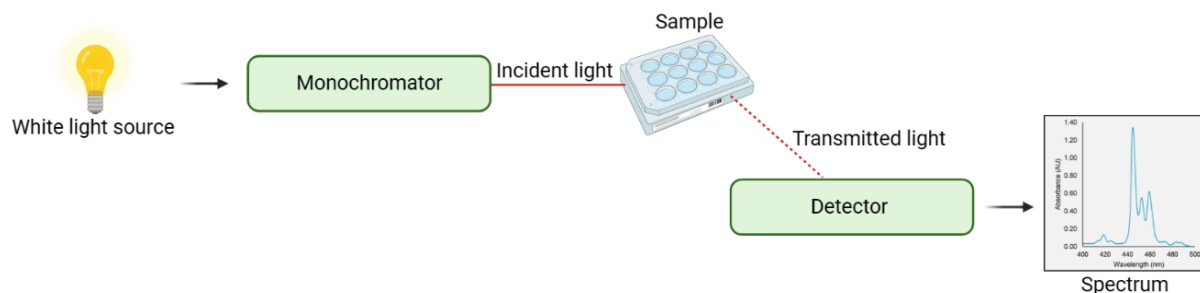 Sample
Incident light
Monochromator
White light source
Transmitted light
Detector
1.40
1.20
1.00
0.80
0.60
0.40
0.20
0.00
Absorbance (AU)
400 420 440 460 480 500
Wavelength (nm)
Spectrum